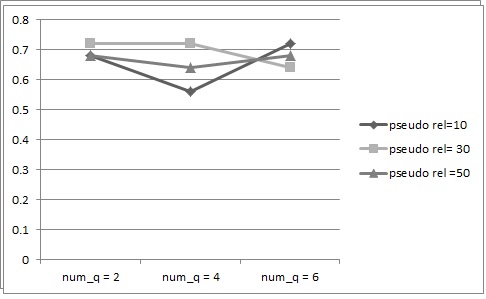 0.8
0.7
0.6
0.5
0.4
0.3
0.2
0.1
0
num_q = 2
num_q = 4
num_q = 6
pseudo rel=10
pseudo rel= 30
pseudo rel =50